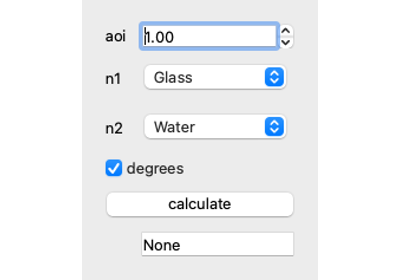 aoi 1.00
n1 Glass
n2 Water
degrees
calculate
None